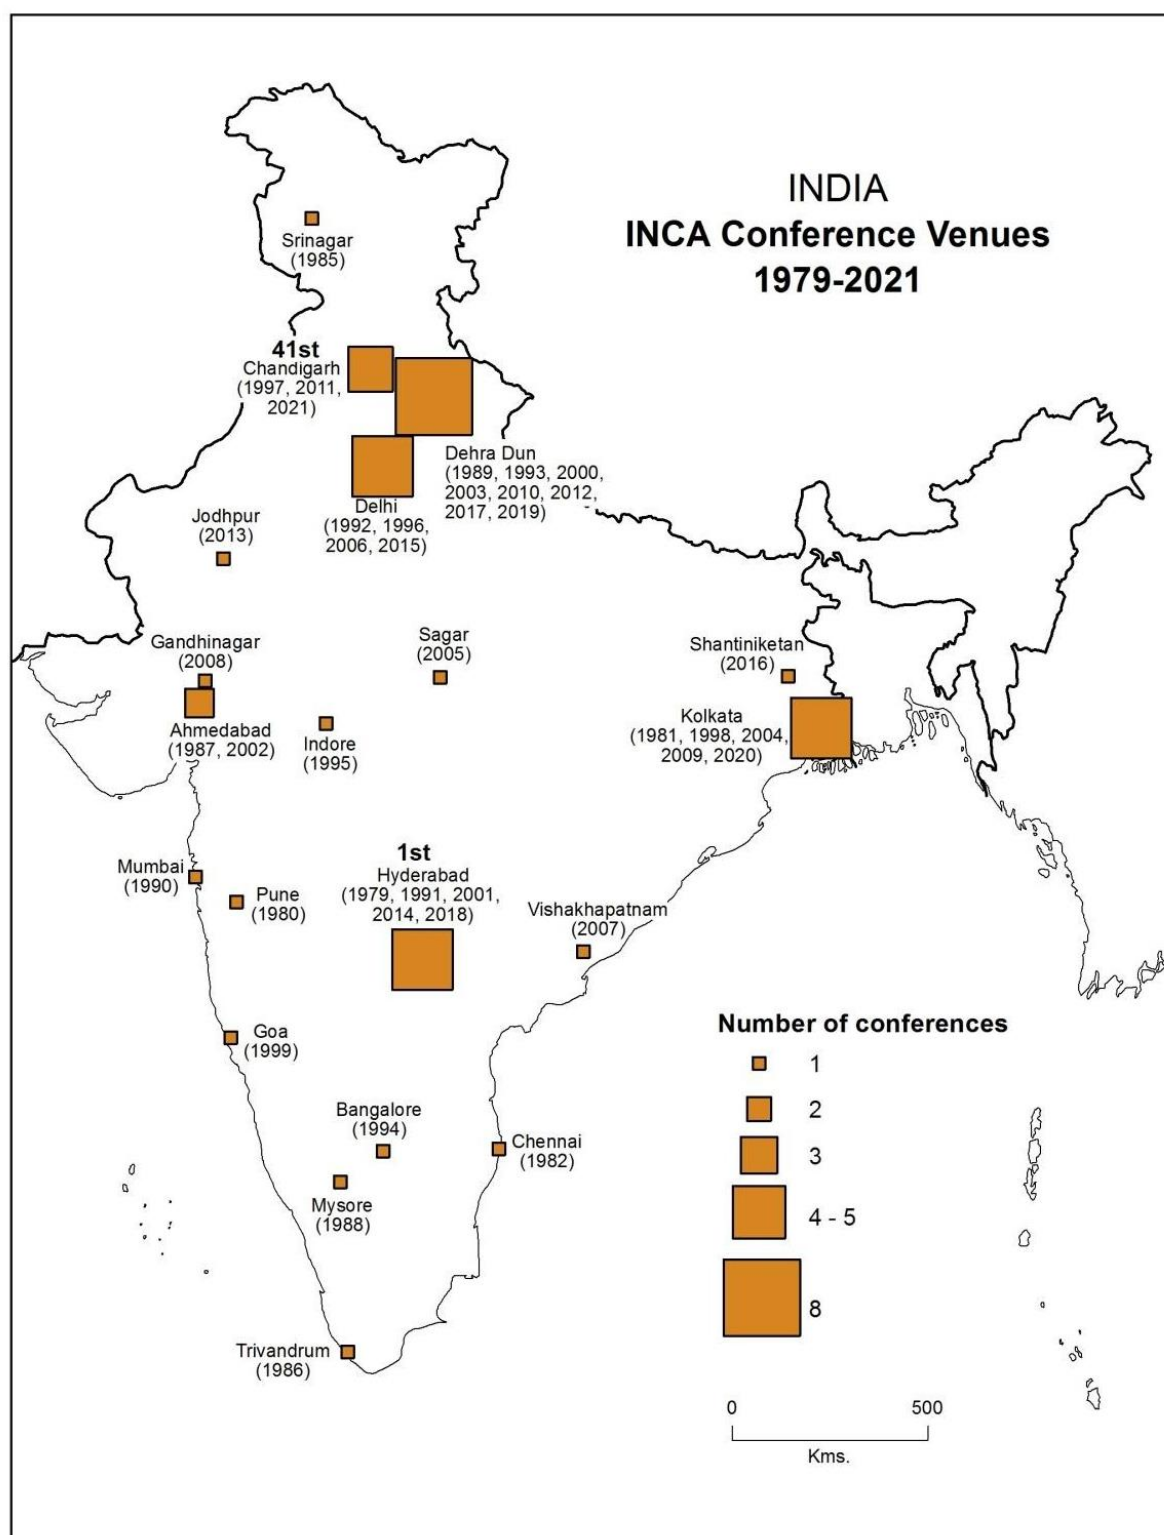 INDIA
INCA Conference Venues
1979-2021
Srinagar
(1985)
41st
Chandigarh
(1997, 2011,
2021)
Dehra Dun
(1989, 1993, 2000,
2003, 2010, 2012,
2017, 2019)
Delhi
(1992, 1996,
2006, 2015)
Jodhpur
(2013)
Gandhinagar
(2008)
Ahmedabad
(1987, 2002)
Sagar
(2005)
Indore
(1995)
Shantiniketan
(2016)
Kolkata
(1981, 1998, 2004,
2009, 2020)
Mumbai
(1990)
Pune
(1980)
1st
Hyderabad
(1979, 1991, 2001,
2014, 2018)
Vishakhapatnam
(2007)
Goa
(1999)
Bangalore
(1994)
Mysore
(1988)
Chennai
(1982)
Trivandrum
(1986)
Number of conferences
1
2
3
4 - 5
8
0 500
Kms.